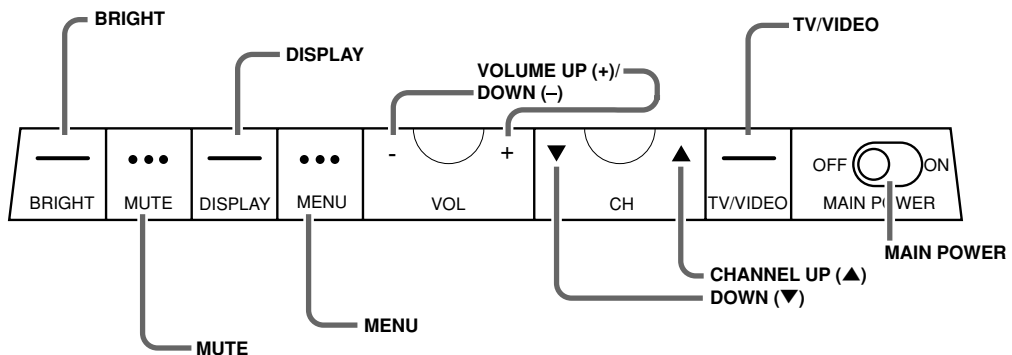 BRIGHT
DISPLAY
VOLUME UP (+)/
DOWN (–)
TV/VIDEO
- + ▼ ▲ OFF ON
BRIGHT MUTE DISPLAY MENU VOL CH TV/VIDEO MAIN POWER
MAIN POWER
CHANNEL UP (▲)
DOWN (▼)
MENU
MUTE